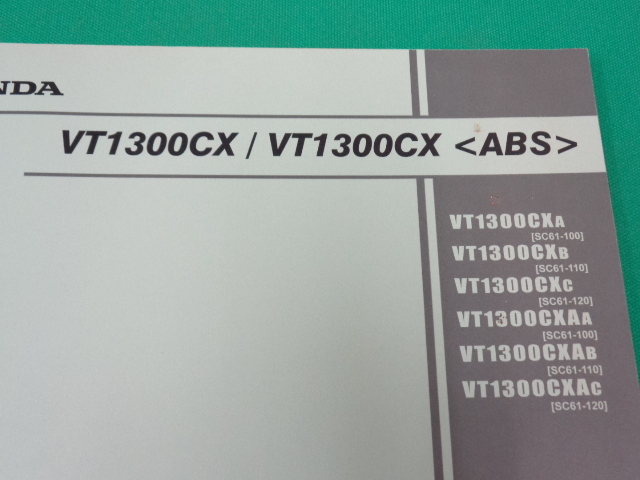 NDA
VT1300CX / VT1300CX <ABS>
VT1300CXA
[SC61-100]
VT1300CXB
[SC61-110]
VT1300CXC
[SC61-120]
VT1300CXAA
[SC61-100]
VT1300CXAB
[SC61-110]
VT1300CXAC
[SC61-120]